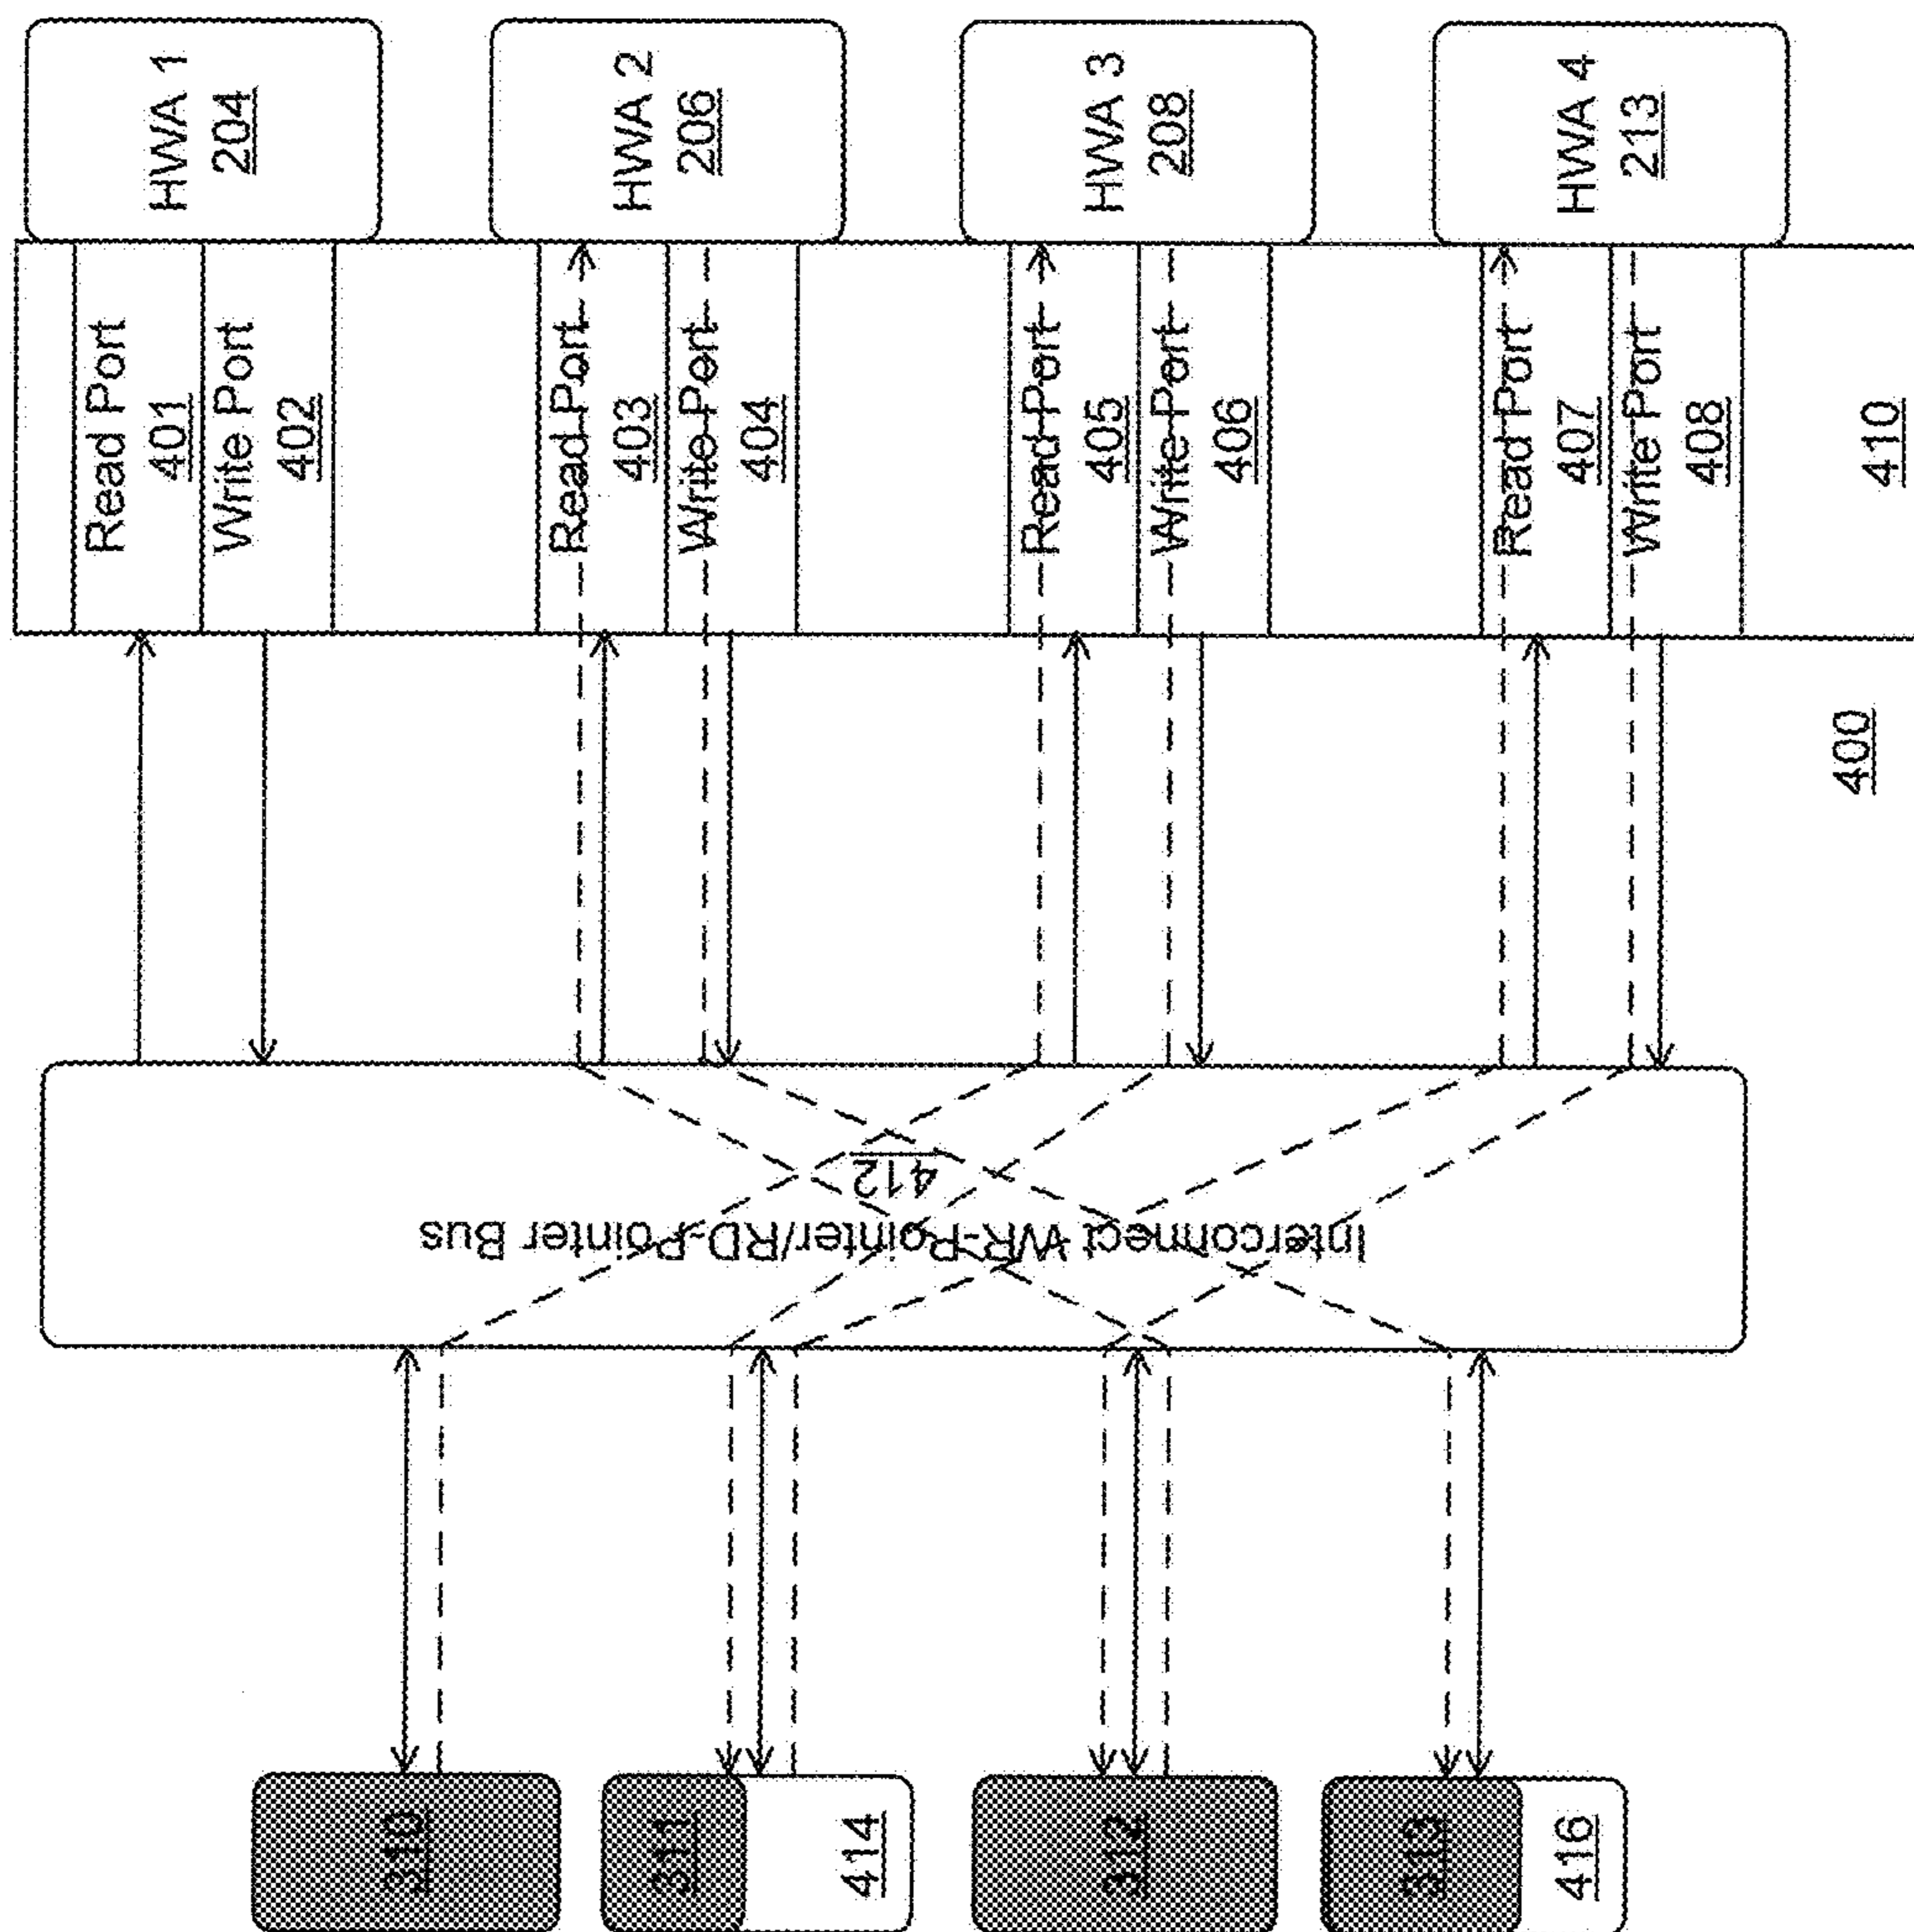 HWA 1
204
HWA 2
206
HWA 3
208
HWA 4
213
Read Port
401
Write Port
402
Read Port
403
Write Port
404
Read Port
405
Write Port
406
Read Port
407
Write Port
408
410
400
Interconnect WR-Pointer/RD-Pointer Bus
412
310
311
414
312
313
416